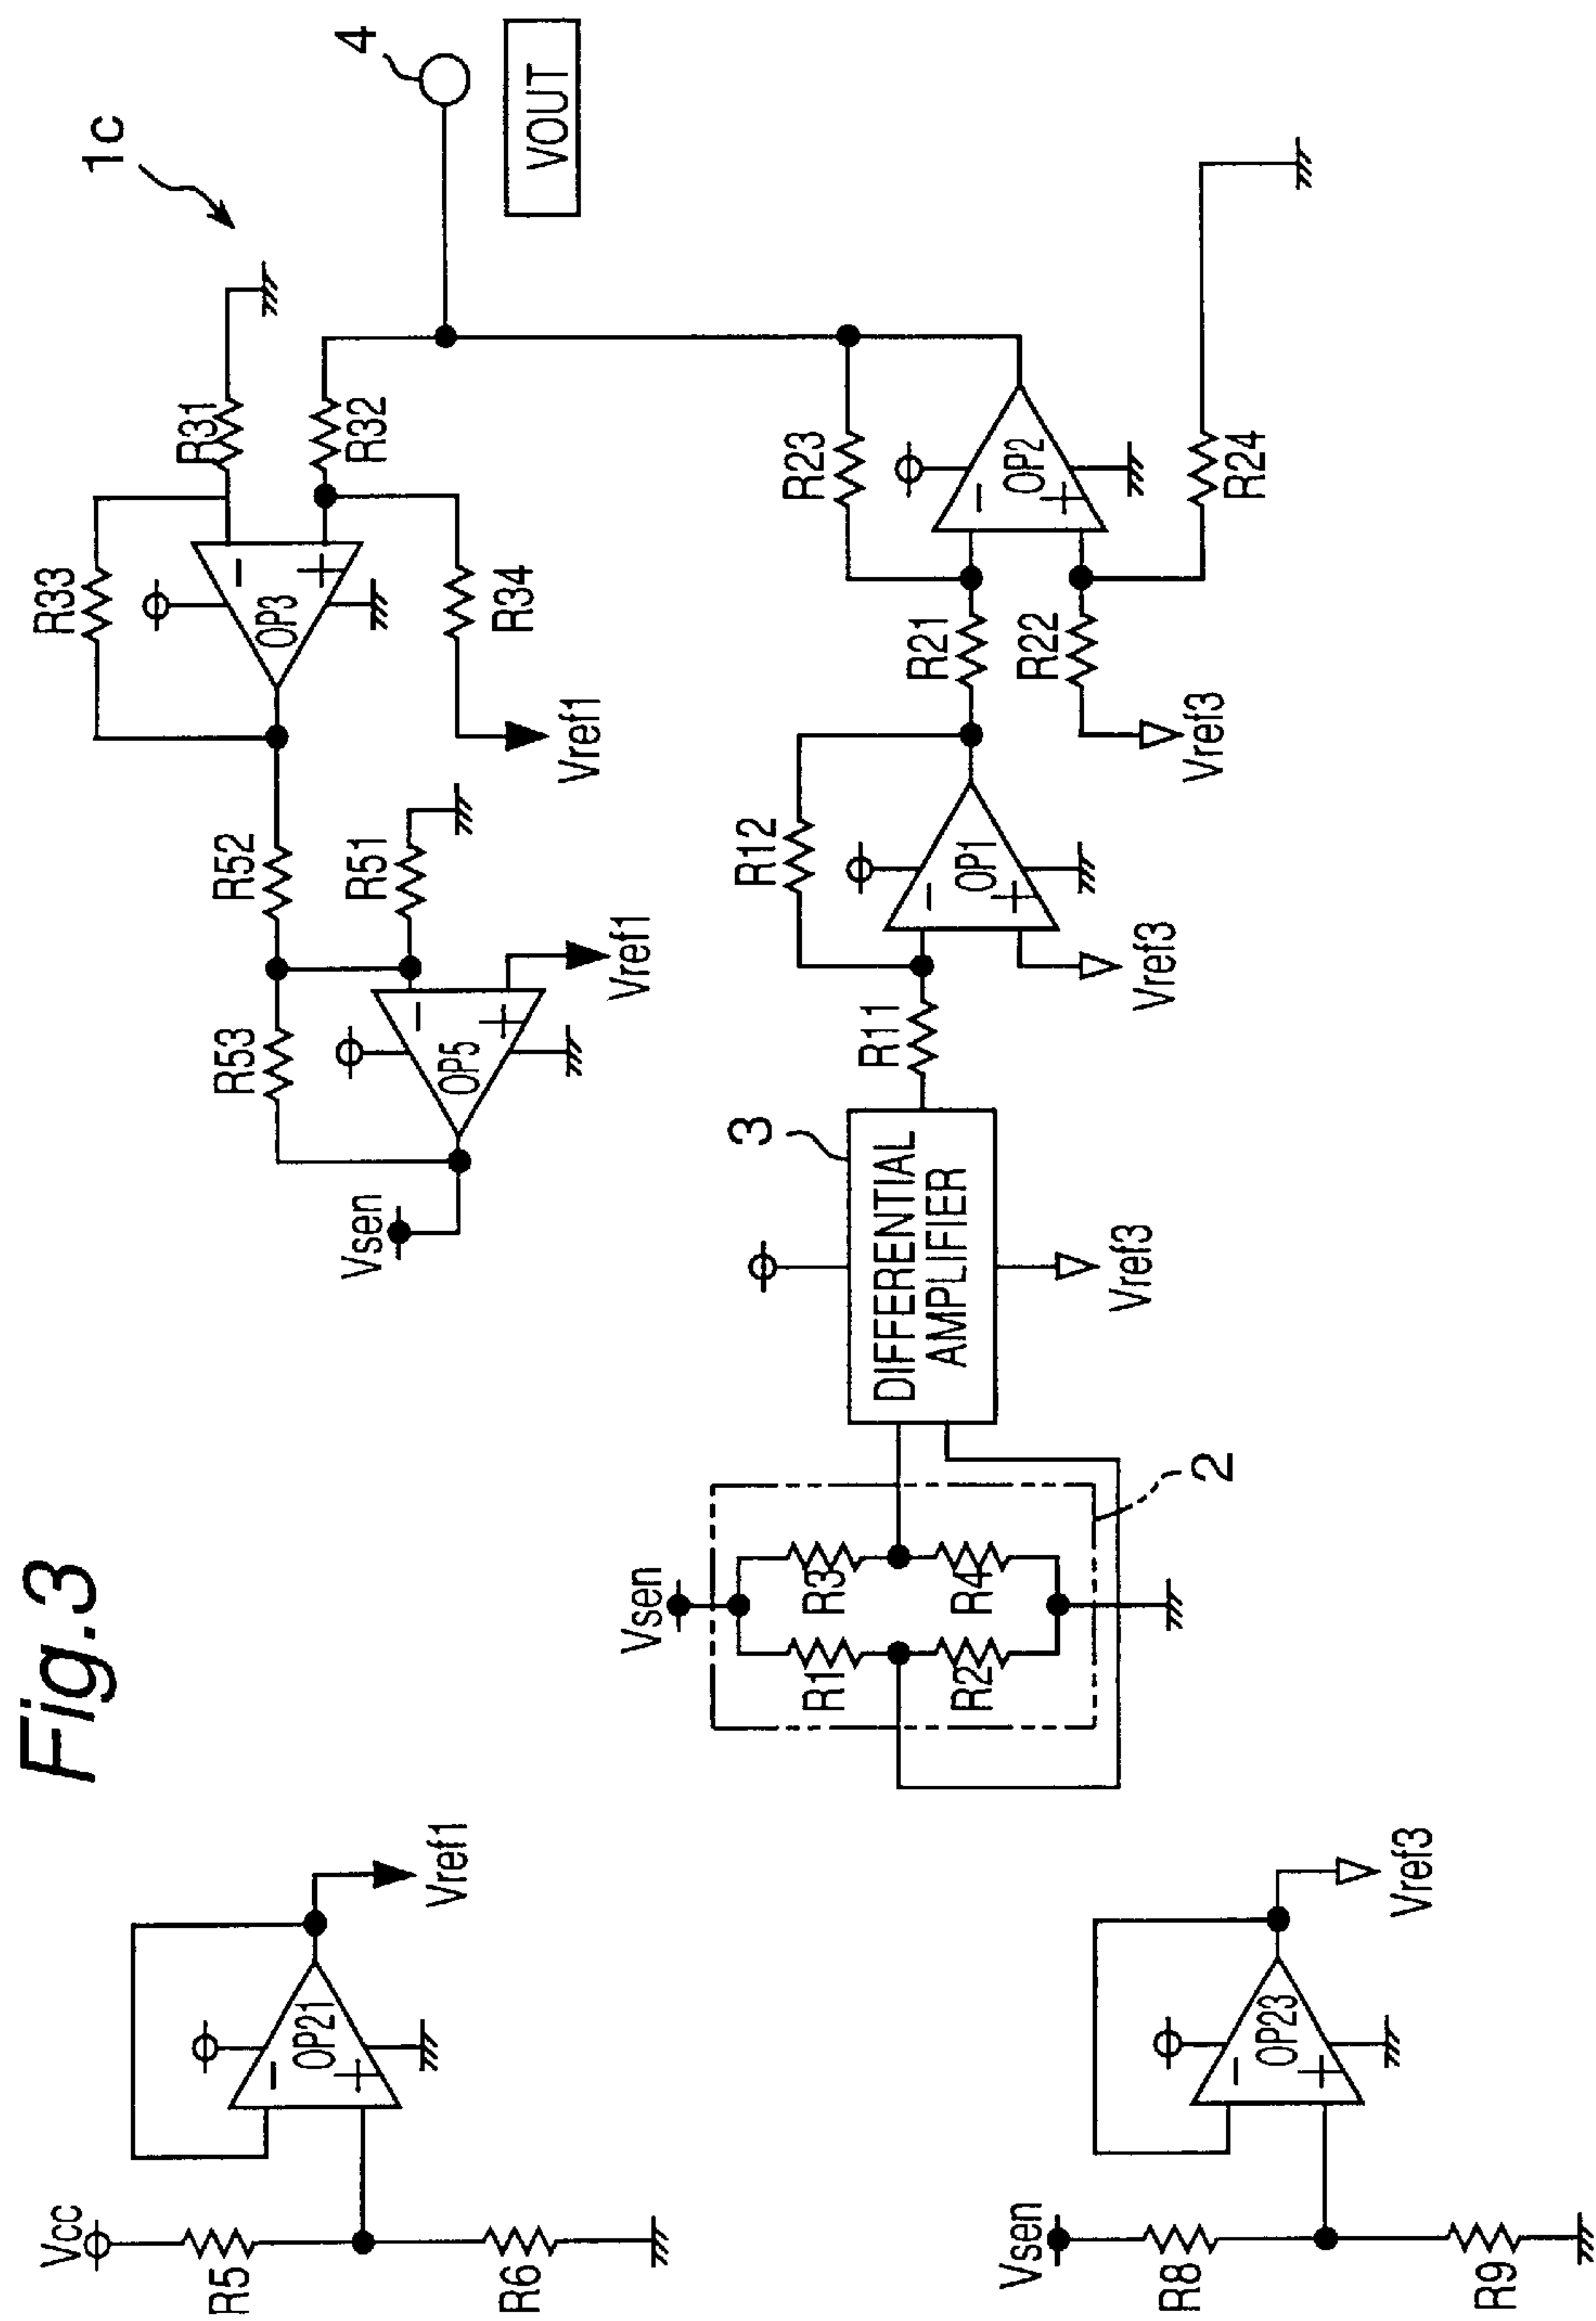 Fig.3
1c
4
VOUT
Vcc
R5
R6
OP21
−
+
Vref1
Vsen
R53
R52
R51
OP5
−
+
Vref1
R33
R31
OP3
−
+
R32
R34
Vref1
Vsen
R8
R9
OP23
−
+
Vref3
Vsen
R1
R3
R2
R4
2
3
DIFFERENTIAL
AMPLIFIER
Vref3
R11
R12
OP1
−
+
Vref3
R21
R22
Vref3
R23
OP2
−
+
R24